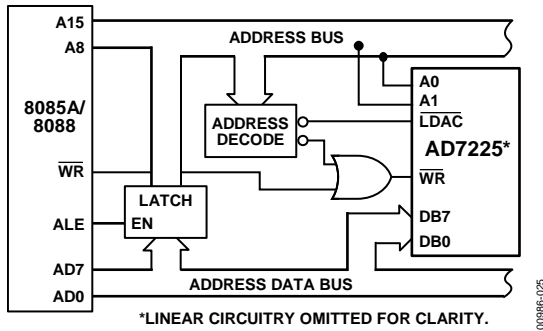 A15
ADDRESS BUS
A8
8085A/
8088
A0
A1
LDAC
ADDRESS
DECODE
AD7225*
WR
WR
LATCH
ALE
EN
DB7
DB0
AD7
ADDRESS DATA BUS
AD0
*LINEAR CIRCUITRY OMITTED FOR CLARITY.
00986-025